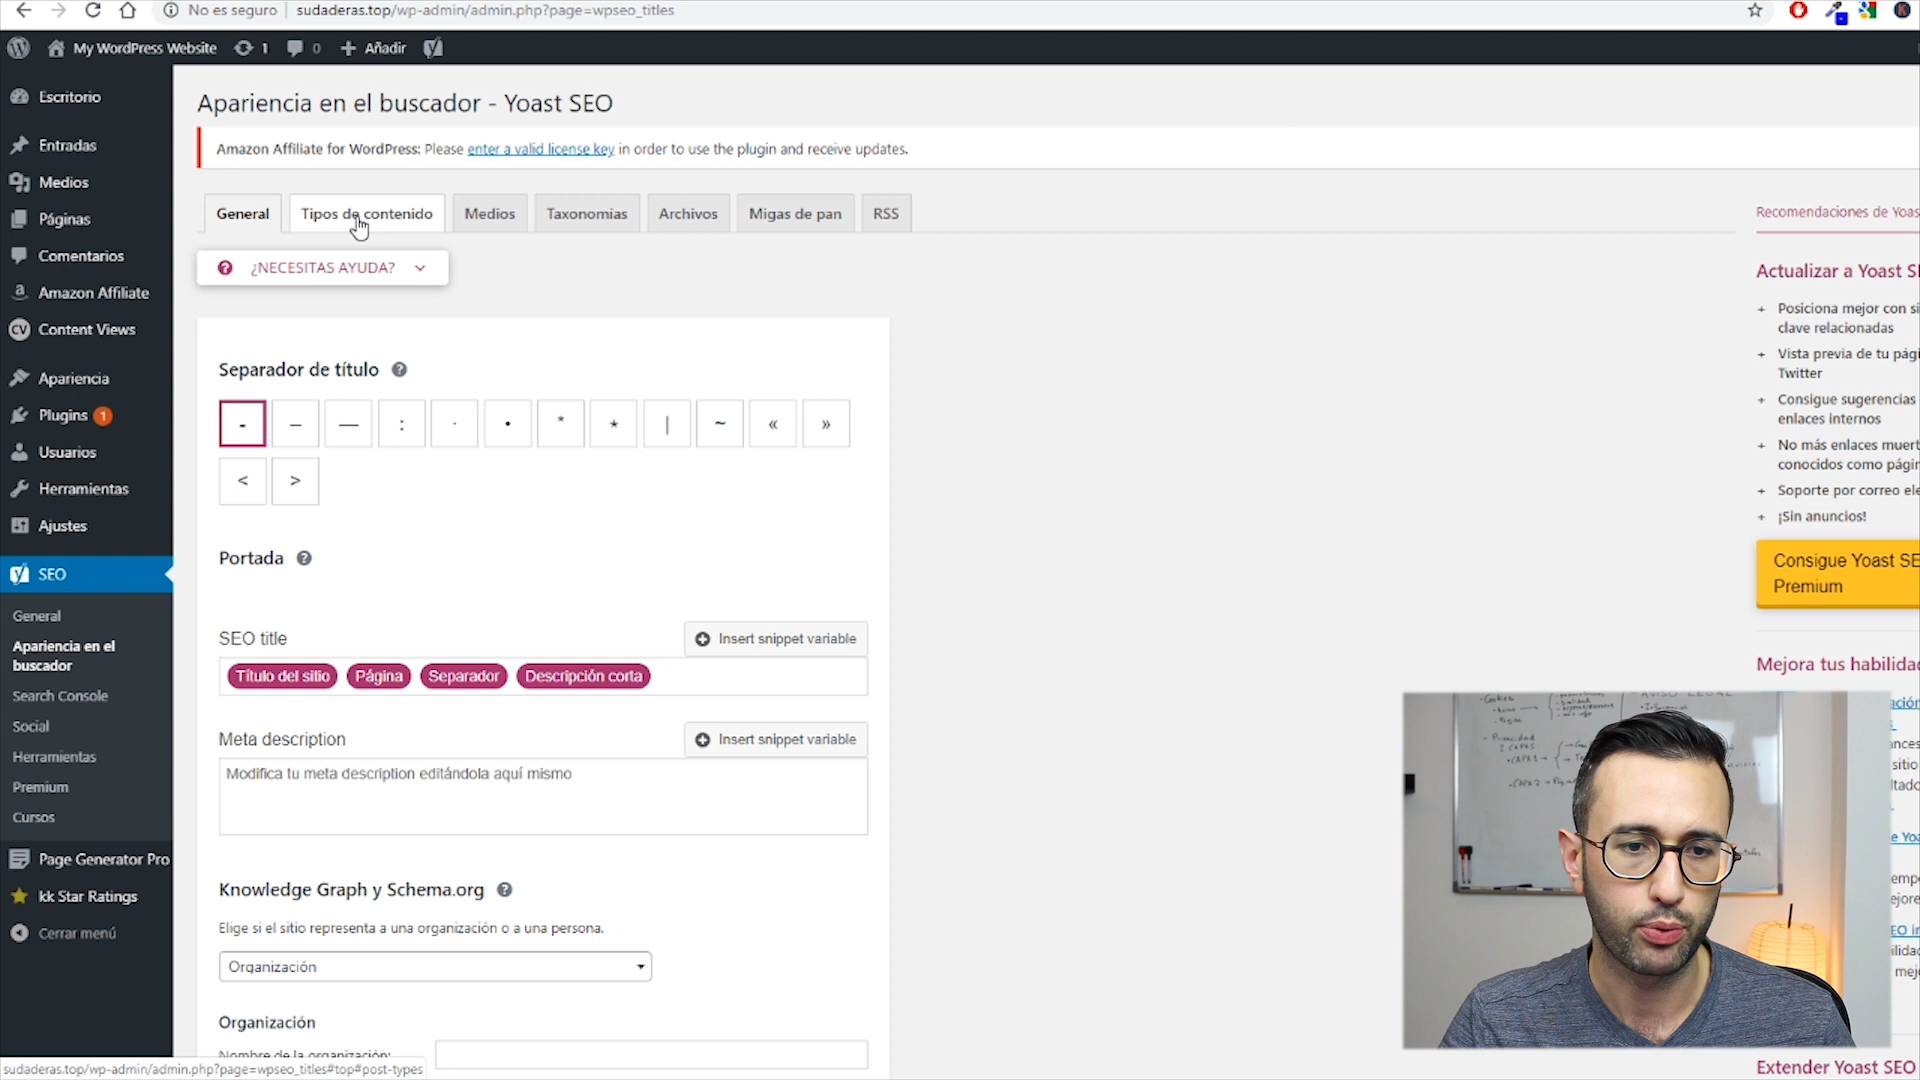 No es seguro | sudaderas.top/wp-admin/admin.php?page=wpseo_titles
My WordPress Website 1 0 + Añadir
Escritorio
Entradas
Medios
Páginas
Comentarios
Amazon Affiliate
Content Views
Apariencia
Plugins 1
Usuarios
Herramientas
Ajustes
SEO
General
Apariencia en el
buscador
Search Console
Social
Herramientas
Premium
Cursos
Page Generator Pro
kk Star Ratings
Cerrar menú
Apariencia en el buscador - Yoast SEO
Amazon Affiliate for WordPress: Please enter a valid license key in order to use the plugin and receive updates.
General Tipos de contenido Medios Taxonomías Archivos Migas de pan RSS
¿NECESITAS AYUDA?
Separador de título
- – — : · • * ⋆ | ~ « »
< >
Portada
SEO title Insert snippet variable
Título del sitio Página Separador Descripción corta
Meta description Insert snippet variable
Modifica tu meta description editándola aquí mismo
Knowledge Graph y Schema.org
Elige si el sitio representa a una organización o a una persona.
Organización
Organización
Nombre de la organización:
sudaderas.top/wp-admin/admin.php?page=wpseo_titles#top#post-types
Recomendaciones de Yoas
Actualizar a Yoast S
+ Posiciona mejor con si
clave relacionadas
+ Vista previa de tu pági
Twitter
+ Consigue sugerencias
enlaces internos
+ No más enlaces muert
conocidos como págin
+ Soporte por correo ele
+ ¡Sin anuncios!
Consigue Yoast SE
Premium
Mejora tus habilidad
Extender Yoast SEO